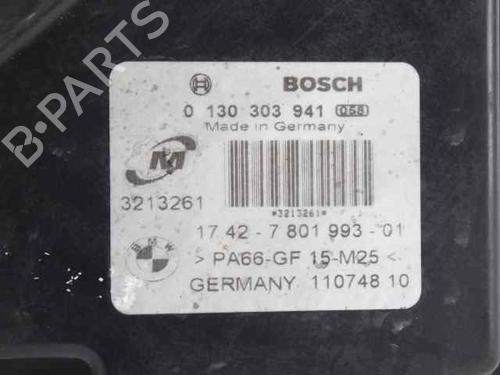 BOSCH
0 130 303 941 058
Made in Germany
M
3213261
*3213261*
17 42 - 7 801 993 - 01
BMW
> PA66-GF 15-M25 <
GERMANY 110748 10
B-PARTS